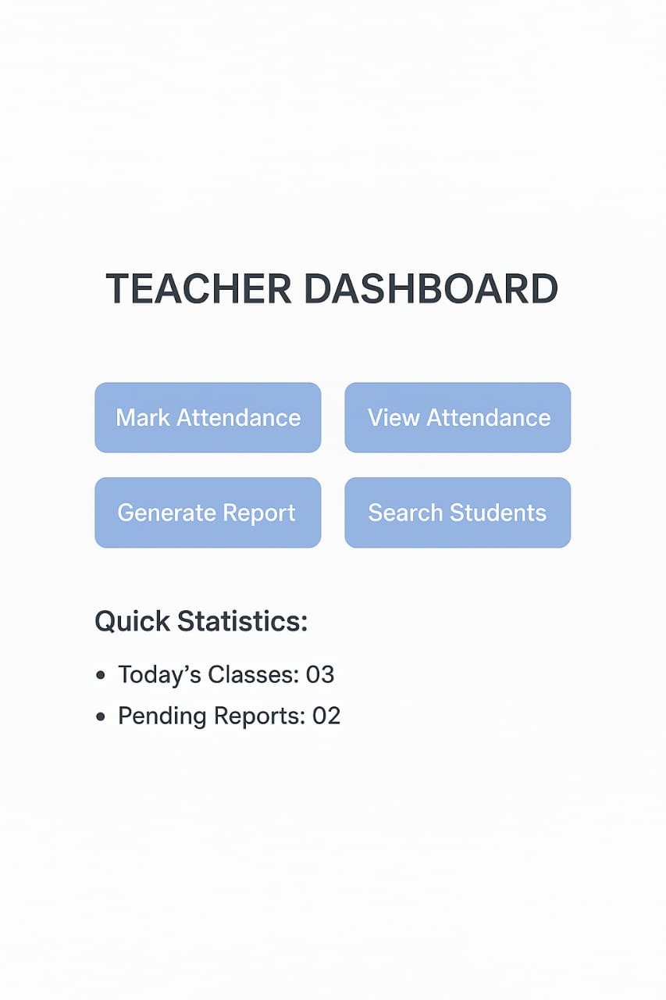 TEACHER DASHBOARD
Mark Attendance
View Attendance
Generate Report
Search Students
Quick Statistics:
• Today’s Classes: 03
• Pending Reports: 02